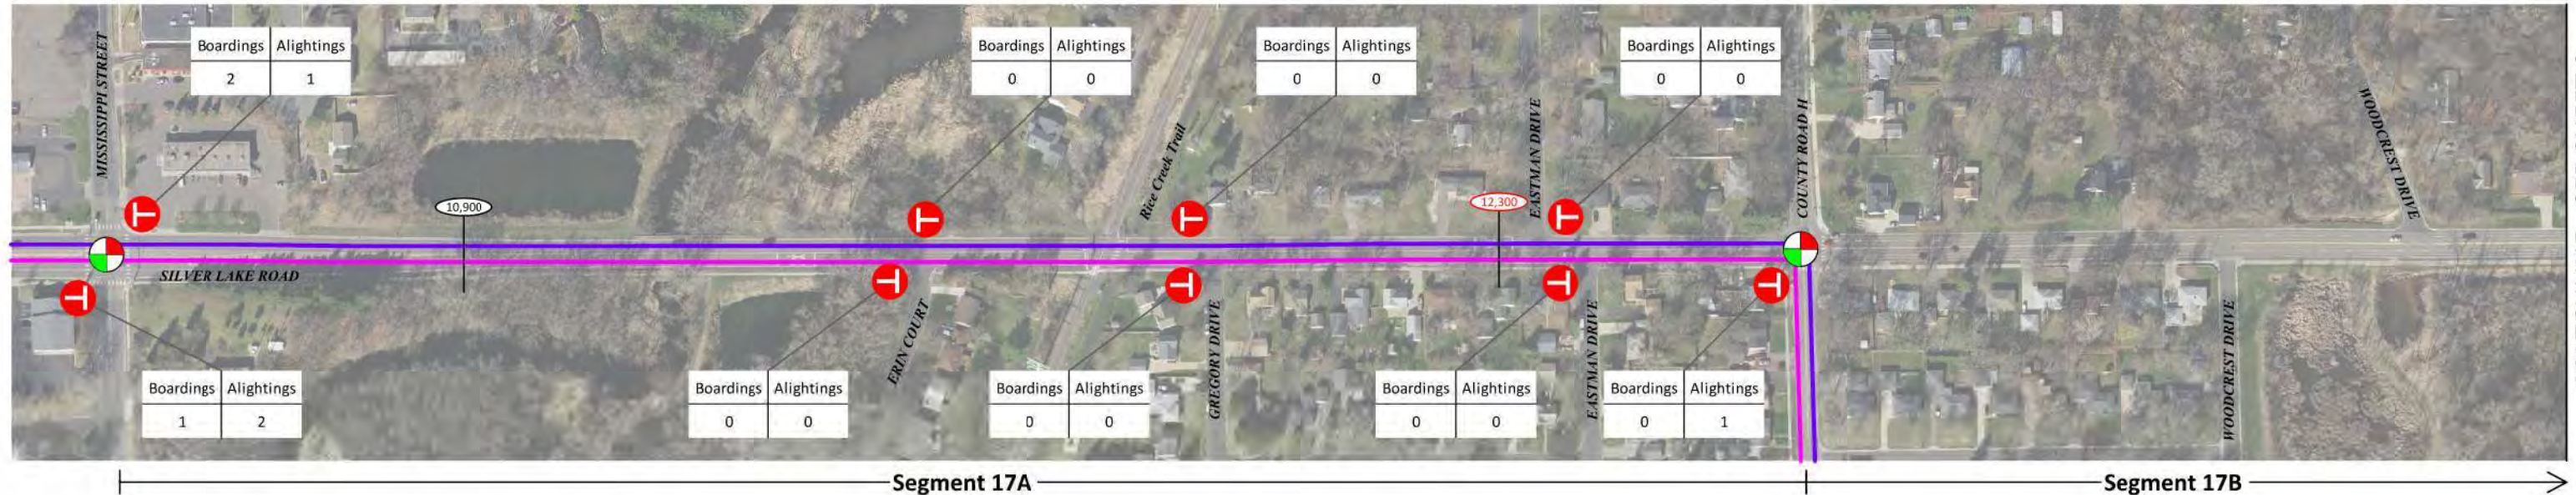 Boardings Alightings
2 1
Boardings Alightings
0 0
Boardings Alightings
0 0
Boardings Alightings
0 0
MISSISSIPPI STREET
Rice Creek Trail
EASTMAN DRIVE
COUNTY ROAD H
WOODCREST DRIVE
T
10,900
T
T
12,300
T
SILVER LAKE ROAD
T
T
T
T
T
ERIN COURT
GREGORY DRIVE
EASTMAN DRIVE
WOODCREST DRIVE
Boardings Alightings
1 2
Boardings Alightings
0 0
Boardings Alightings
0 0
Boardings Alightings
0 0
Boardings Alightings
0 1
Segment 17A
Segment 17B